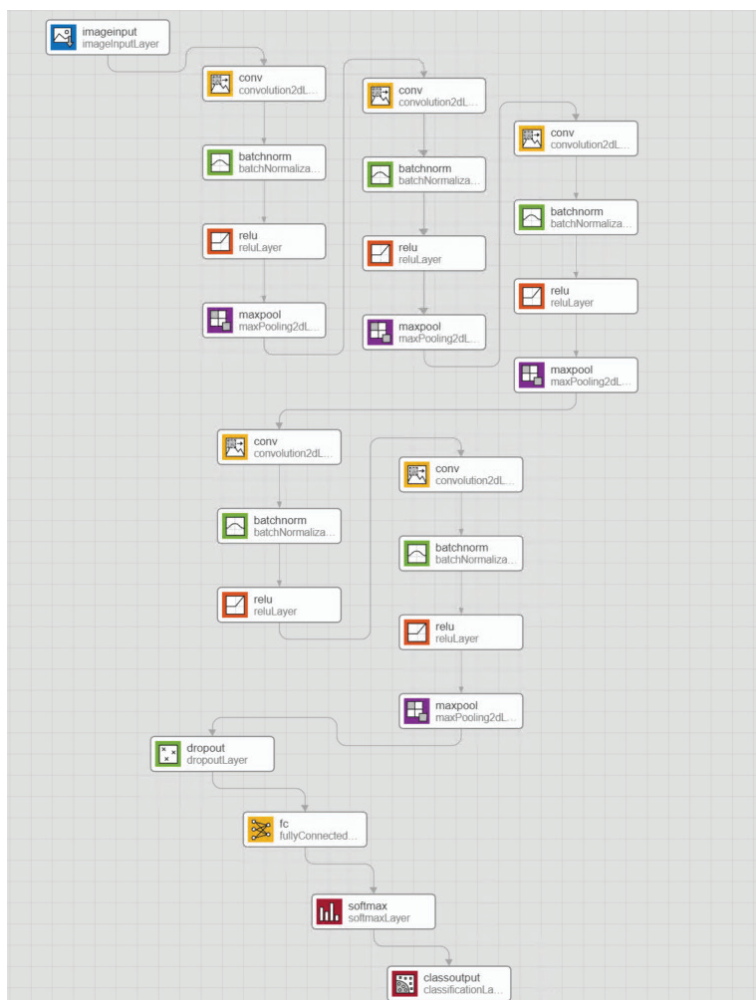 imageinput
imageInputLayer
conv
convolution2dL...
batchnorm
batchNormaliza...
relu
reluLayer
maxpool
maxPooling2dL...
conv
convolution2dL...
batchnorm
batchNormaliza...
relu
reluLayer
maxpool
maxPooling2dL...
conv
convolution2dL...
batchnorm
batchNormaliza...
relu
reluLayer
maxpool
maxPooling2dL...
conv
convolution2dL...
batchnorm
batchNormaliza...
relu
reluLayer
conv
convolution2dL...
batchnorm
batchNormaliza...
relu
reluLayer
maxpool
maxPooling2dL...
dropout
dropoutLayer
fc
fullyConnected...
softmax
softmaxLayer
classoutput
classificationLa...